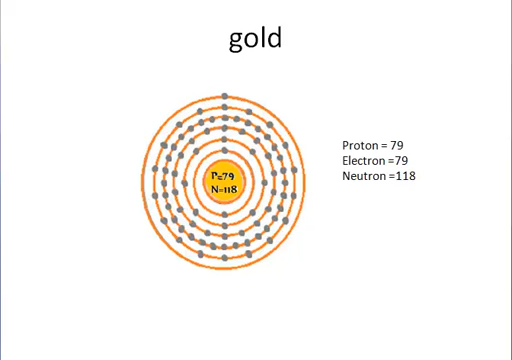 gold
P=79
N=118
Proton = 79
Electron =79
Neutron =118